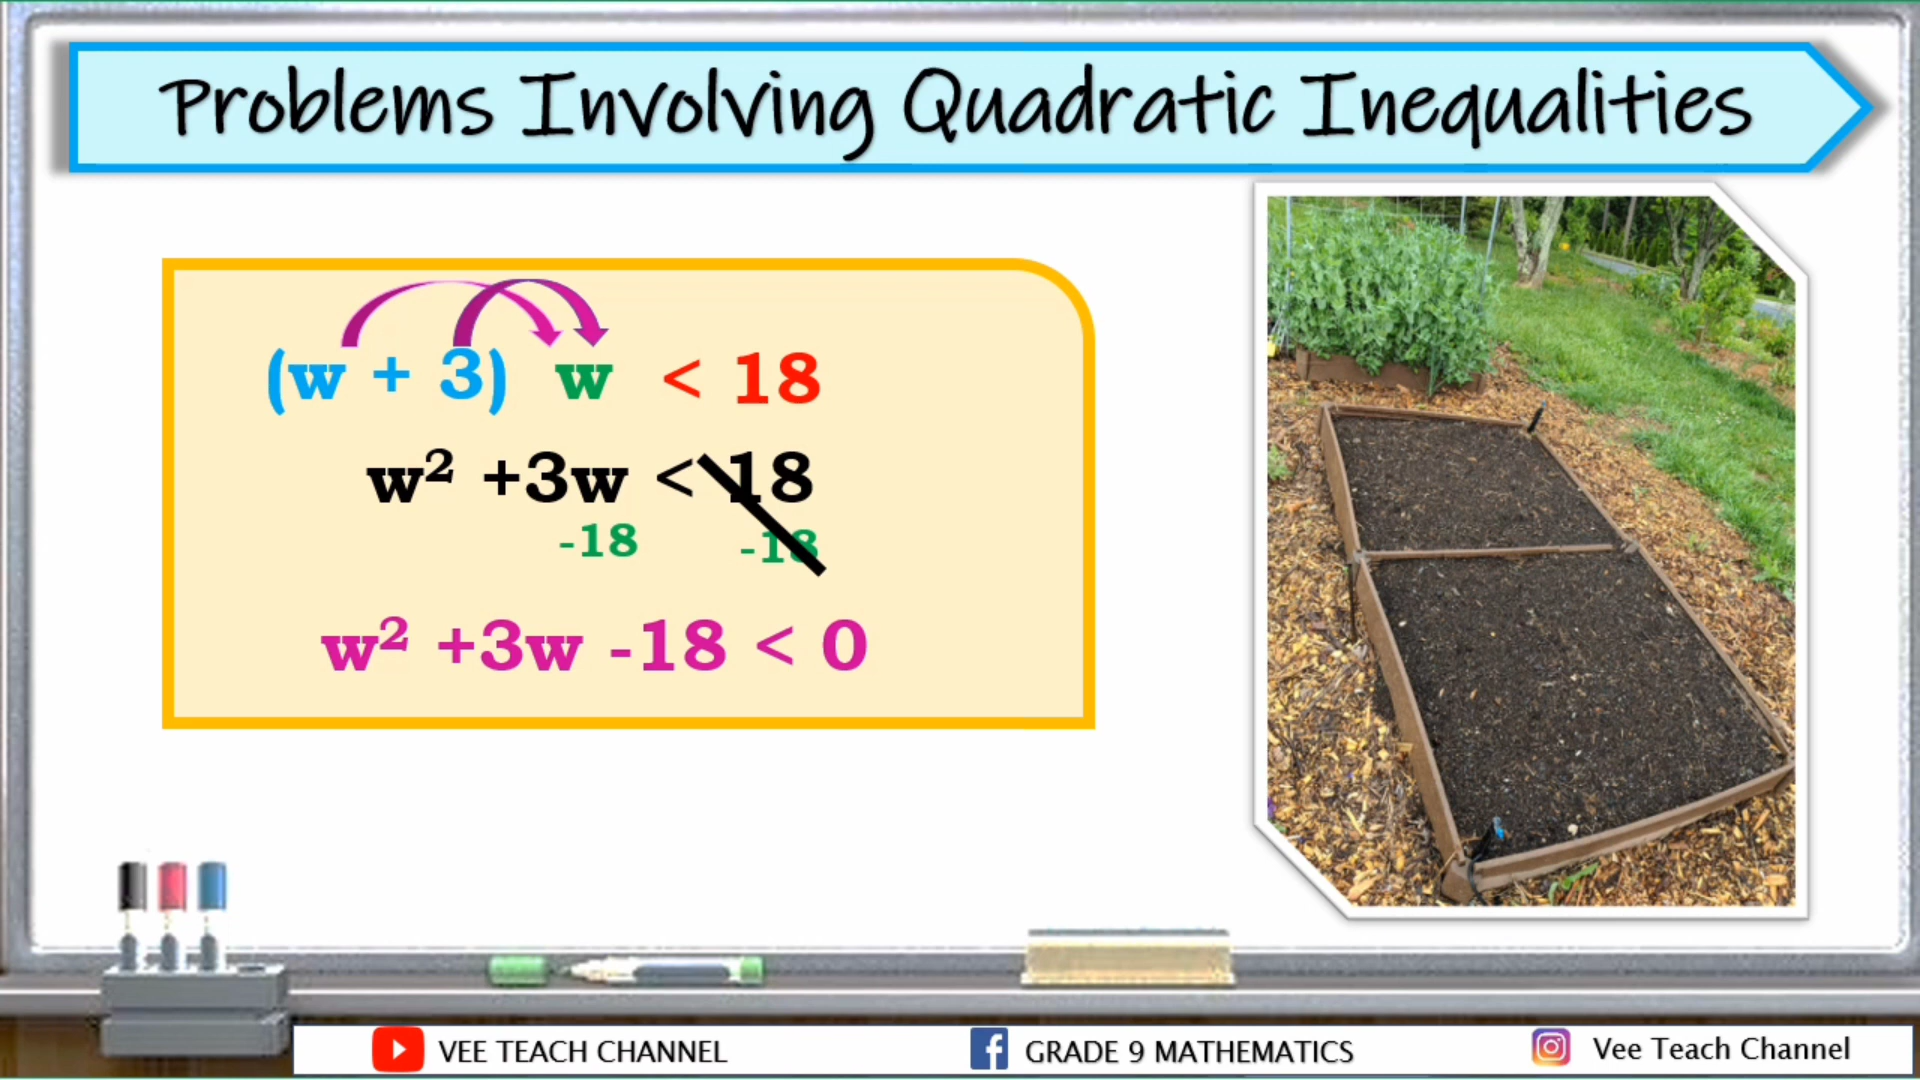 Problems Involving Quadratic Inequalities
(w + 3) w < 18
w² +3w < 18
-18 -18
w² +3w -18 < 0
VEE TEACH CHANNEL GRADE 9 MATHEMATICS Vee Teach Channel